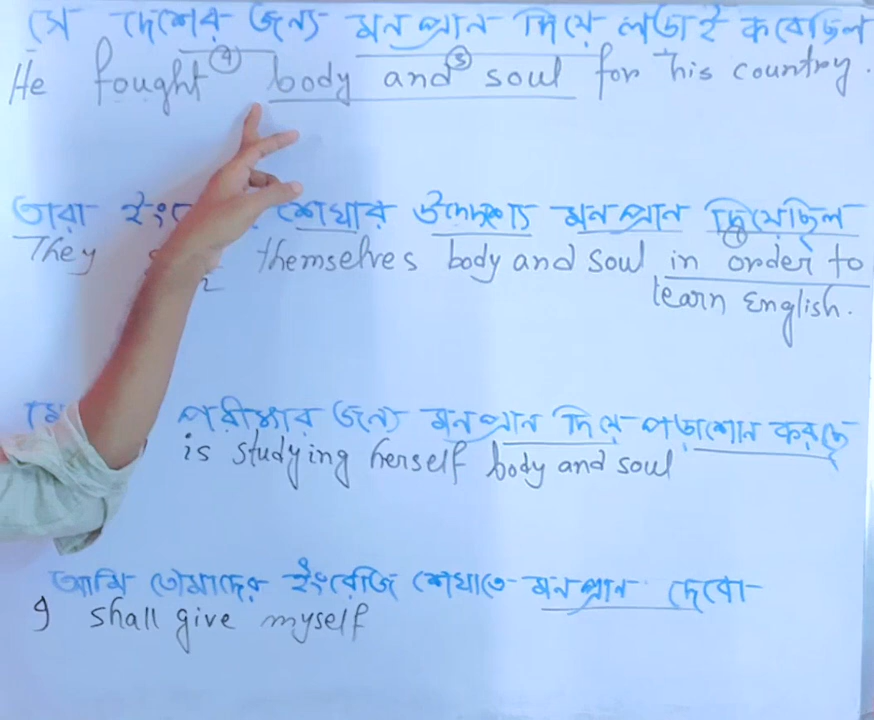 সে দেশের জন্য মনপ্রান দিয়ে লড়াই করেছিল
He fought ④ body and ③ soul for his country.
তারা শেখার উদ্দেশ্যে মনপ্রান দিয়েছিল
They themselves body and soul in order to
learn English.
পরীক্ষার জন্য মনপ্রান দিয়ে পড়াশোন করছে
is studying herself body and soul
আমি তোমাদের ইংরেজি শেখাতে মনপ্রান দেবো
I shall give myself